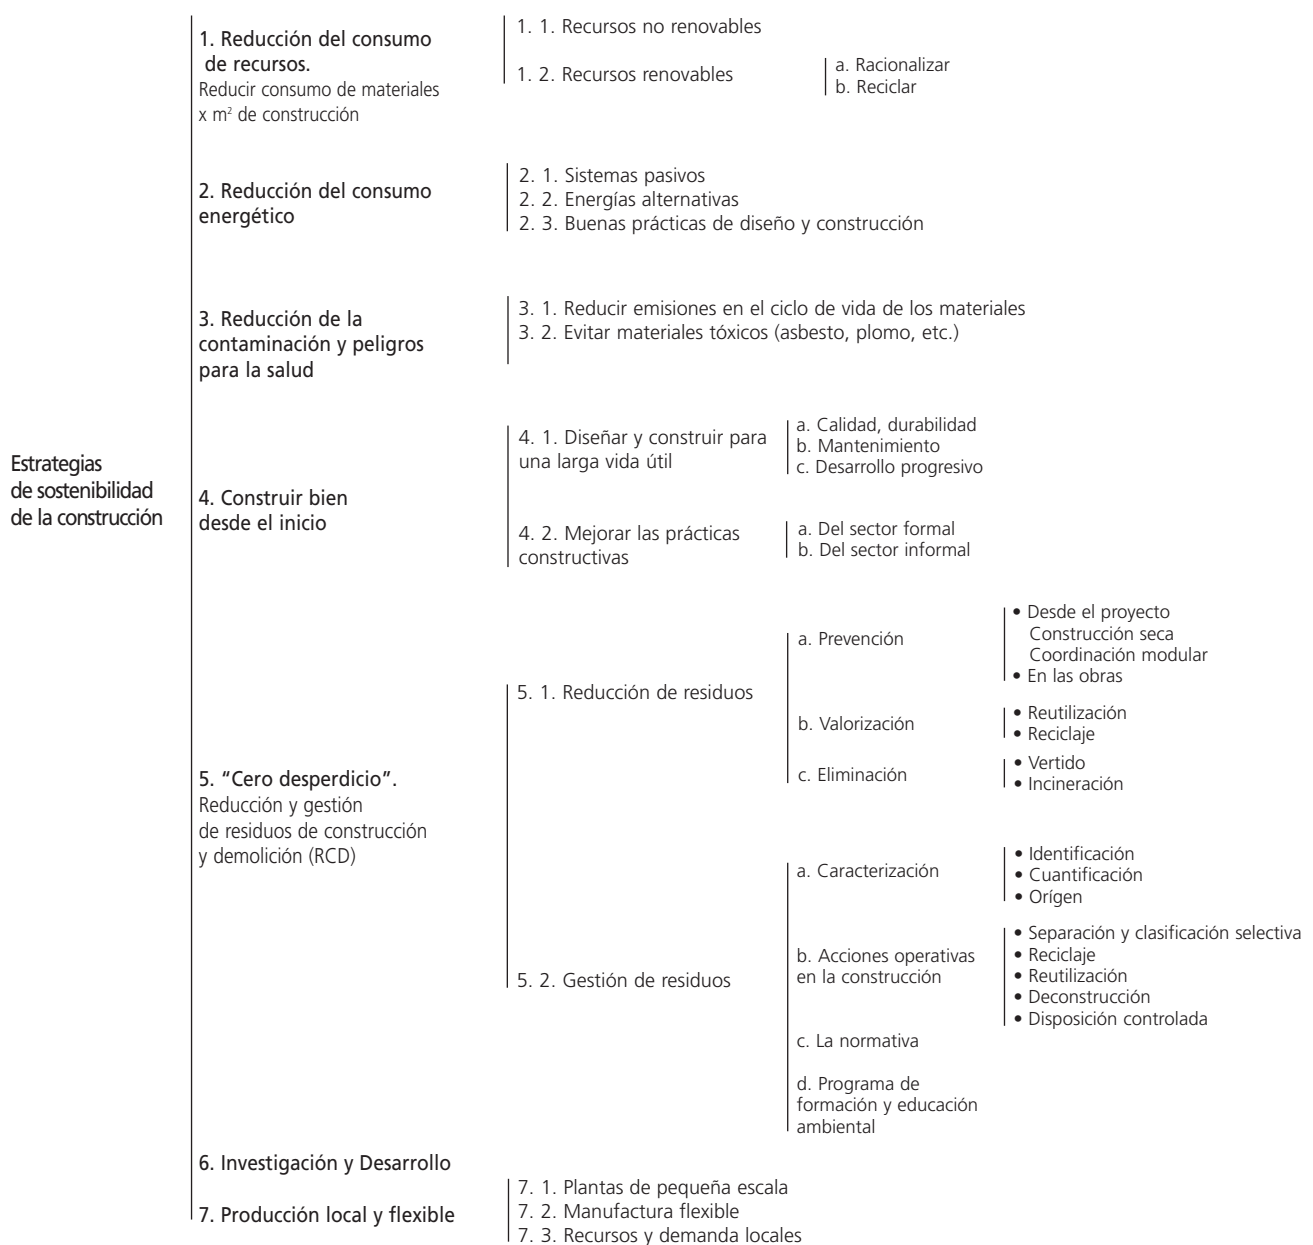 Estrategias
de sostenibilidad
de la construcción
1. Reducción del consumo
de recursos.
Reducir consumo de materiales
x m² de construcción
1. 1. Recursos no renovables
1. 2. Recursos renovables
a. Racionalizar
b. Reciclar
2. Reducción del consumo
energético
2. 1. Sistemas pasivos
2. 2. Energías alternativas
2. 3. Buenas prácticas de diseño y construcción
3. Reducción de la
contaminación y peligros
para la salud
3. 1. Reducir emisiones en el ciclo de vida de los materiales
3. 2. Evitar materiales tóxicos (asbesto, plomo, etc.)
4. Construir bien
desde el inicio
4. 1. Diseñar y construir para
una larga vida útil
a. Calidad, durabilidad
b. Mantenimiento
c. Desarrollo progresivo
4. 2. Mejorar las prácticas
constructivas
a. Del sector formal
b. Del sector informal
5. “Cero desperdicio”.
Reducción y gestión
de residuos de construcción
y demolición (RCD)
5. 1. Reducción de residuos
a. Prevención
• Desde el proyecto
Construcción seca
Coordinación modular
• En las obras
b. Valorización
• Reutilización
• Reciclaje
c. Eliminación
• Vertido
• Incineración
5. 2. Gestión de residuos
a. Caracterización
• Identificación
• Cuantificación
• Orígen
b. Acciones operativas
en la construcción
• Separación y clasificación selectiva
• Reciclaje
• Reutilización
• Deconstrucción
• Disposición controlada
c. La normativa
d. Programa de
formación y educación
ambiental
6. Investigación y Desarrollo
7. Producción local y flexible
7. 1. Plantas de pequeña escala
7. 2. Manufactura flexible
7. 3. Recursos y demanda locales